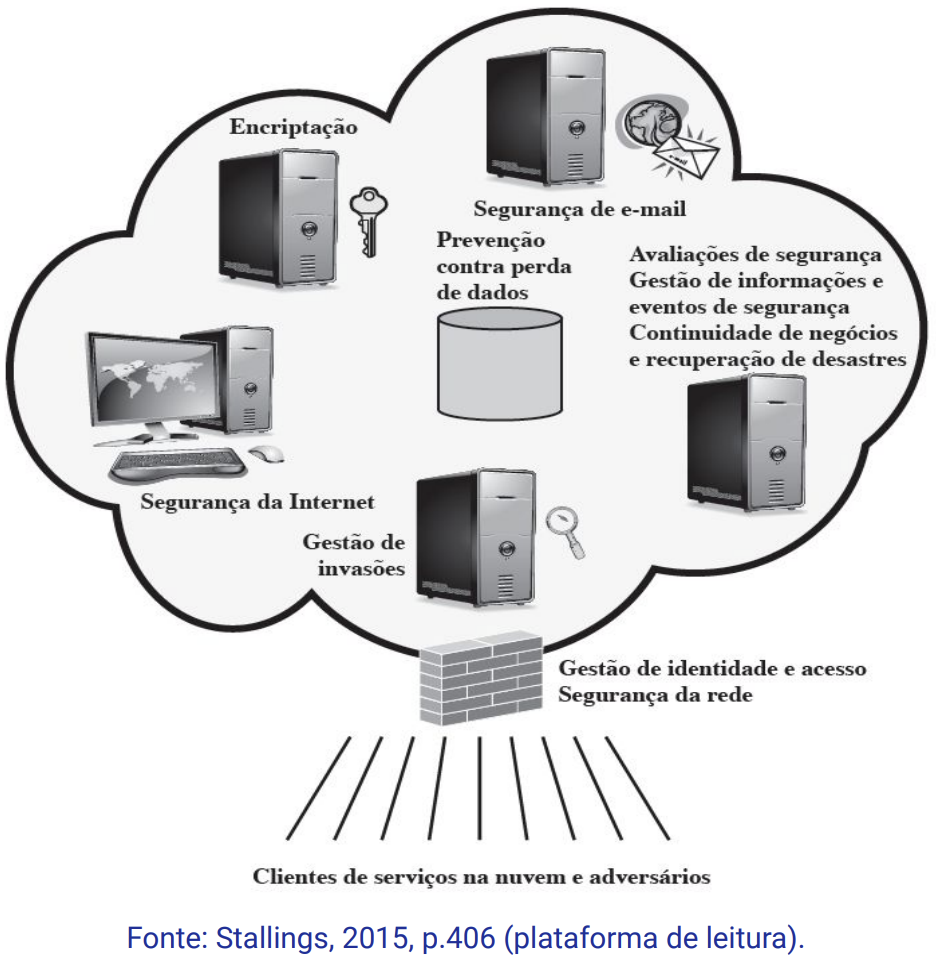 Encriptação
Segurança de e-mail
Prevenção
contra perda
de dados
Avaliações de segurança
Gestão de informações e
eventos de segurança
Continuidade de negócios
e recuperação de desastres
Segurança da Internet
Gestão de
invasões
Gestão de identidade e acesso
Segurança da rede
Clientes de serviços na nuvem e adversários
Fonte: Stallings, 2015, p.406 (plataforma de leitura).